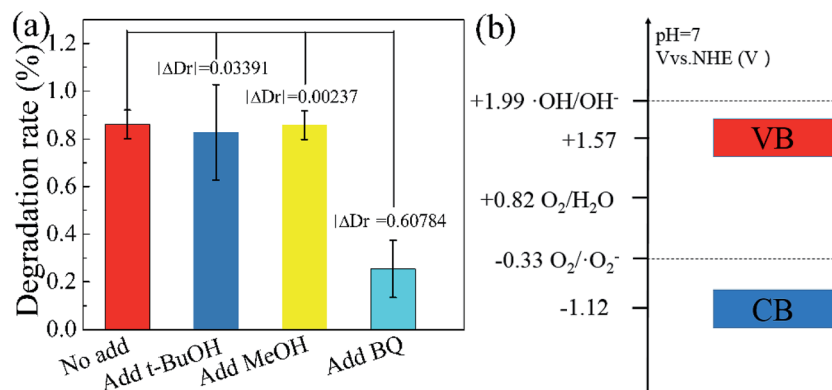 (a)
Degradation rate (%)
1.2
1.0
0.8
0.6
0.4
0.2
0.0
|ΔDr|=0.03391
|ΔDr|=0.00237
|ΔDr =0.60784
No add
Add t-BuOH
Add MeOH
Add BQ
(b)
pH=7
Vvs.NHE (V )
+1.99 ·OH/OH⁻
+1.57
+0.82 O₂/H₂O
-0.33 O₂/·O₂⁻
-1.12
VB
CB